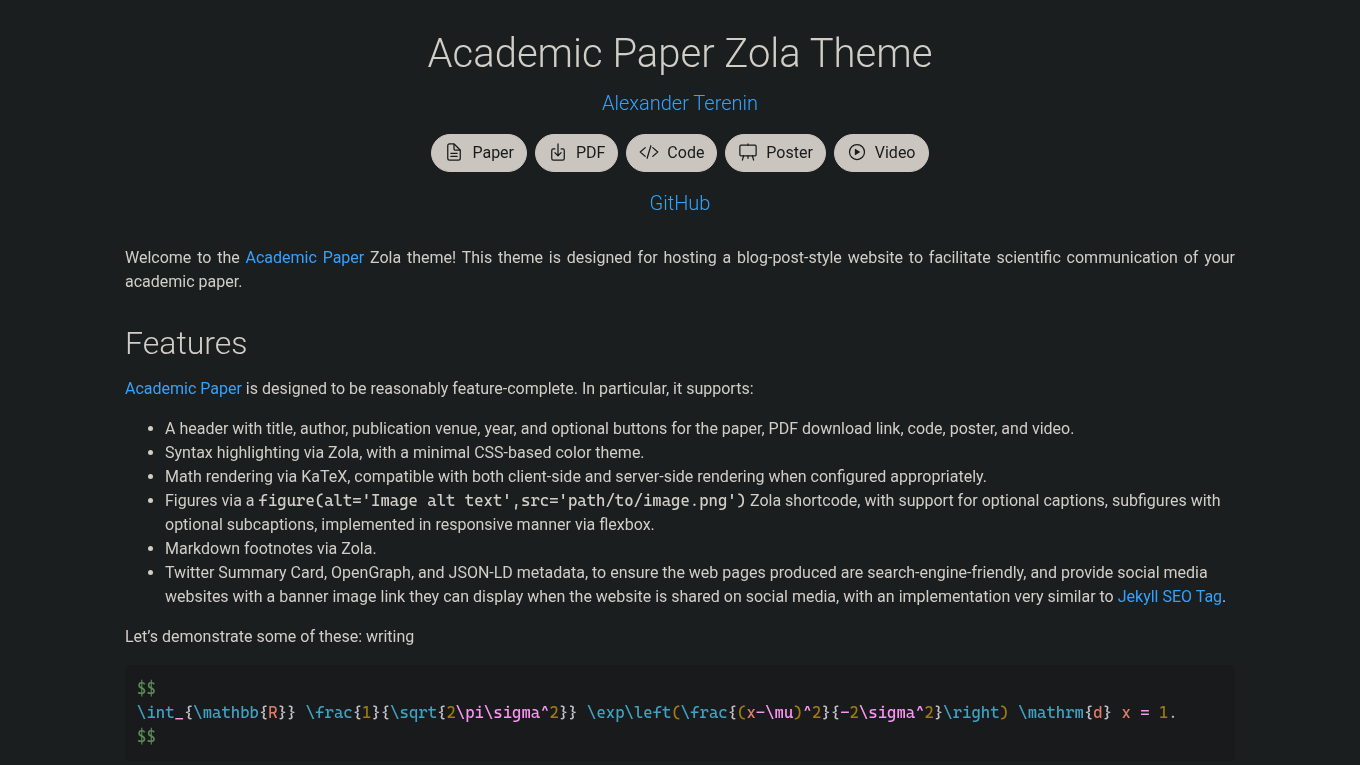 Academic Paper Zola Theme
Alexander Terenin
Paper PDF Code Poster Video
GitHub
Welcome to the Academic Paper Zola theme! This theme is designed for hosting a blog-post-style website to facilitate scientific communication of your
academic paper.
Features
Academic Paper is designed to be reasonably feature-complete. In particular, it supports:
• A header with title, author, publication venue, year, and optional buttons for the paper, PDF download link, code, poster, and video.
• Syntax highlighting via Zola, with a minimal CSS-based color theme.
• Math rendering via KaTeX, compatible with both client-side and server-side rendering when configured appropriately.
• Figures via a figure(alt='Image alt text',src='path/to/image.png') Zola shortcode, with support for optional captions, subfigures with
optional subcaptions, implemented in responsive manner via flexbox.
• Markdown footnotes via Zola.
• Twitter Summary Card, OpenGraph, and JSON-LD metadata, to ensure the web pages produced are search-engine-friendly, and provide social media
websites with a banner image link they can display when the website is shared on social media, with an implementation very similar to Jekyll SEO Tag.
Let’s demonstrate some of these: writing
$$
\int_{\mathbb{R}} \frac{1}{\sqrt{2\pi\sigma^2}} \exp\left(\frac{(x-\mu)^2}{-2\sigma^2}\right) \mathrm{d} x = 1.
$$